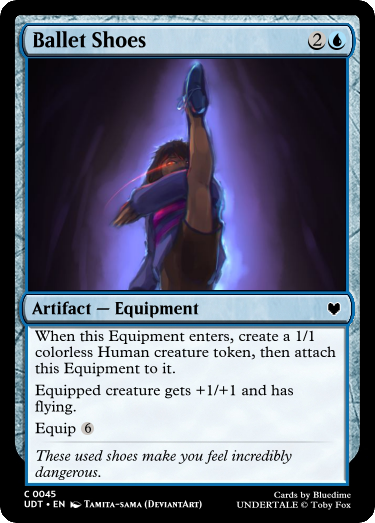 Ballet Shoes 2
Artifact — Equipment
When this Equipment enters, create a 1/1
colorless Human creature token, then attach
this Equipment to it.
Equipped creature gets +1/+1 and has
flying.
Equip 6
These used shoes make you feel incredibly
dangerous.
C 0045
UDT • EN Tamita-sama (DeviantArt)
Cards by Bluedime
UNDERTALE © Toby Fox